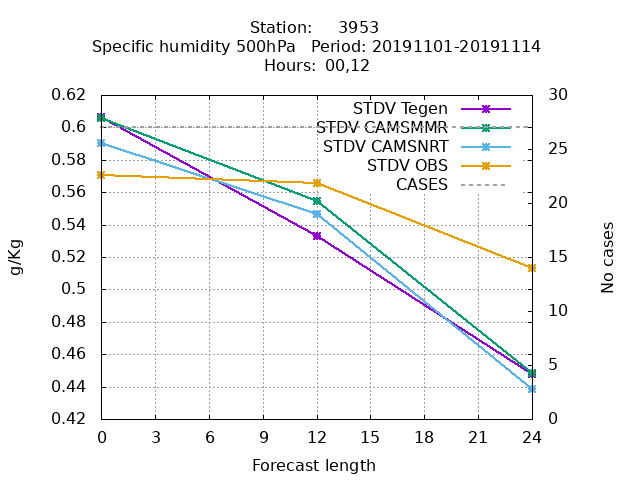 Station: 3953
Specific humidity 500hPa Period: 20191101-20191114
Hours: 00,12
0.62
0.6
0.58
0.56
0.54
0.52
0.5
0.48
0.46
0.44
0.42
g/Kg
STDV Tegen
STDV CAMSMMR
STDV CAMSNRT
STDV OBS
CASES
30
25
20
15
10
5
0
No cases
0 3 6 9 12 15 18 21 24
Forecast length